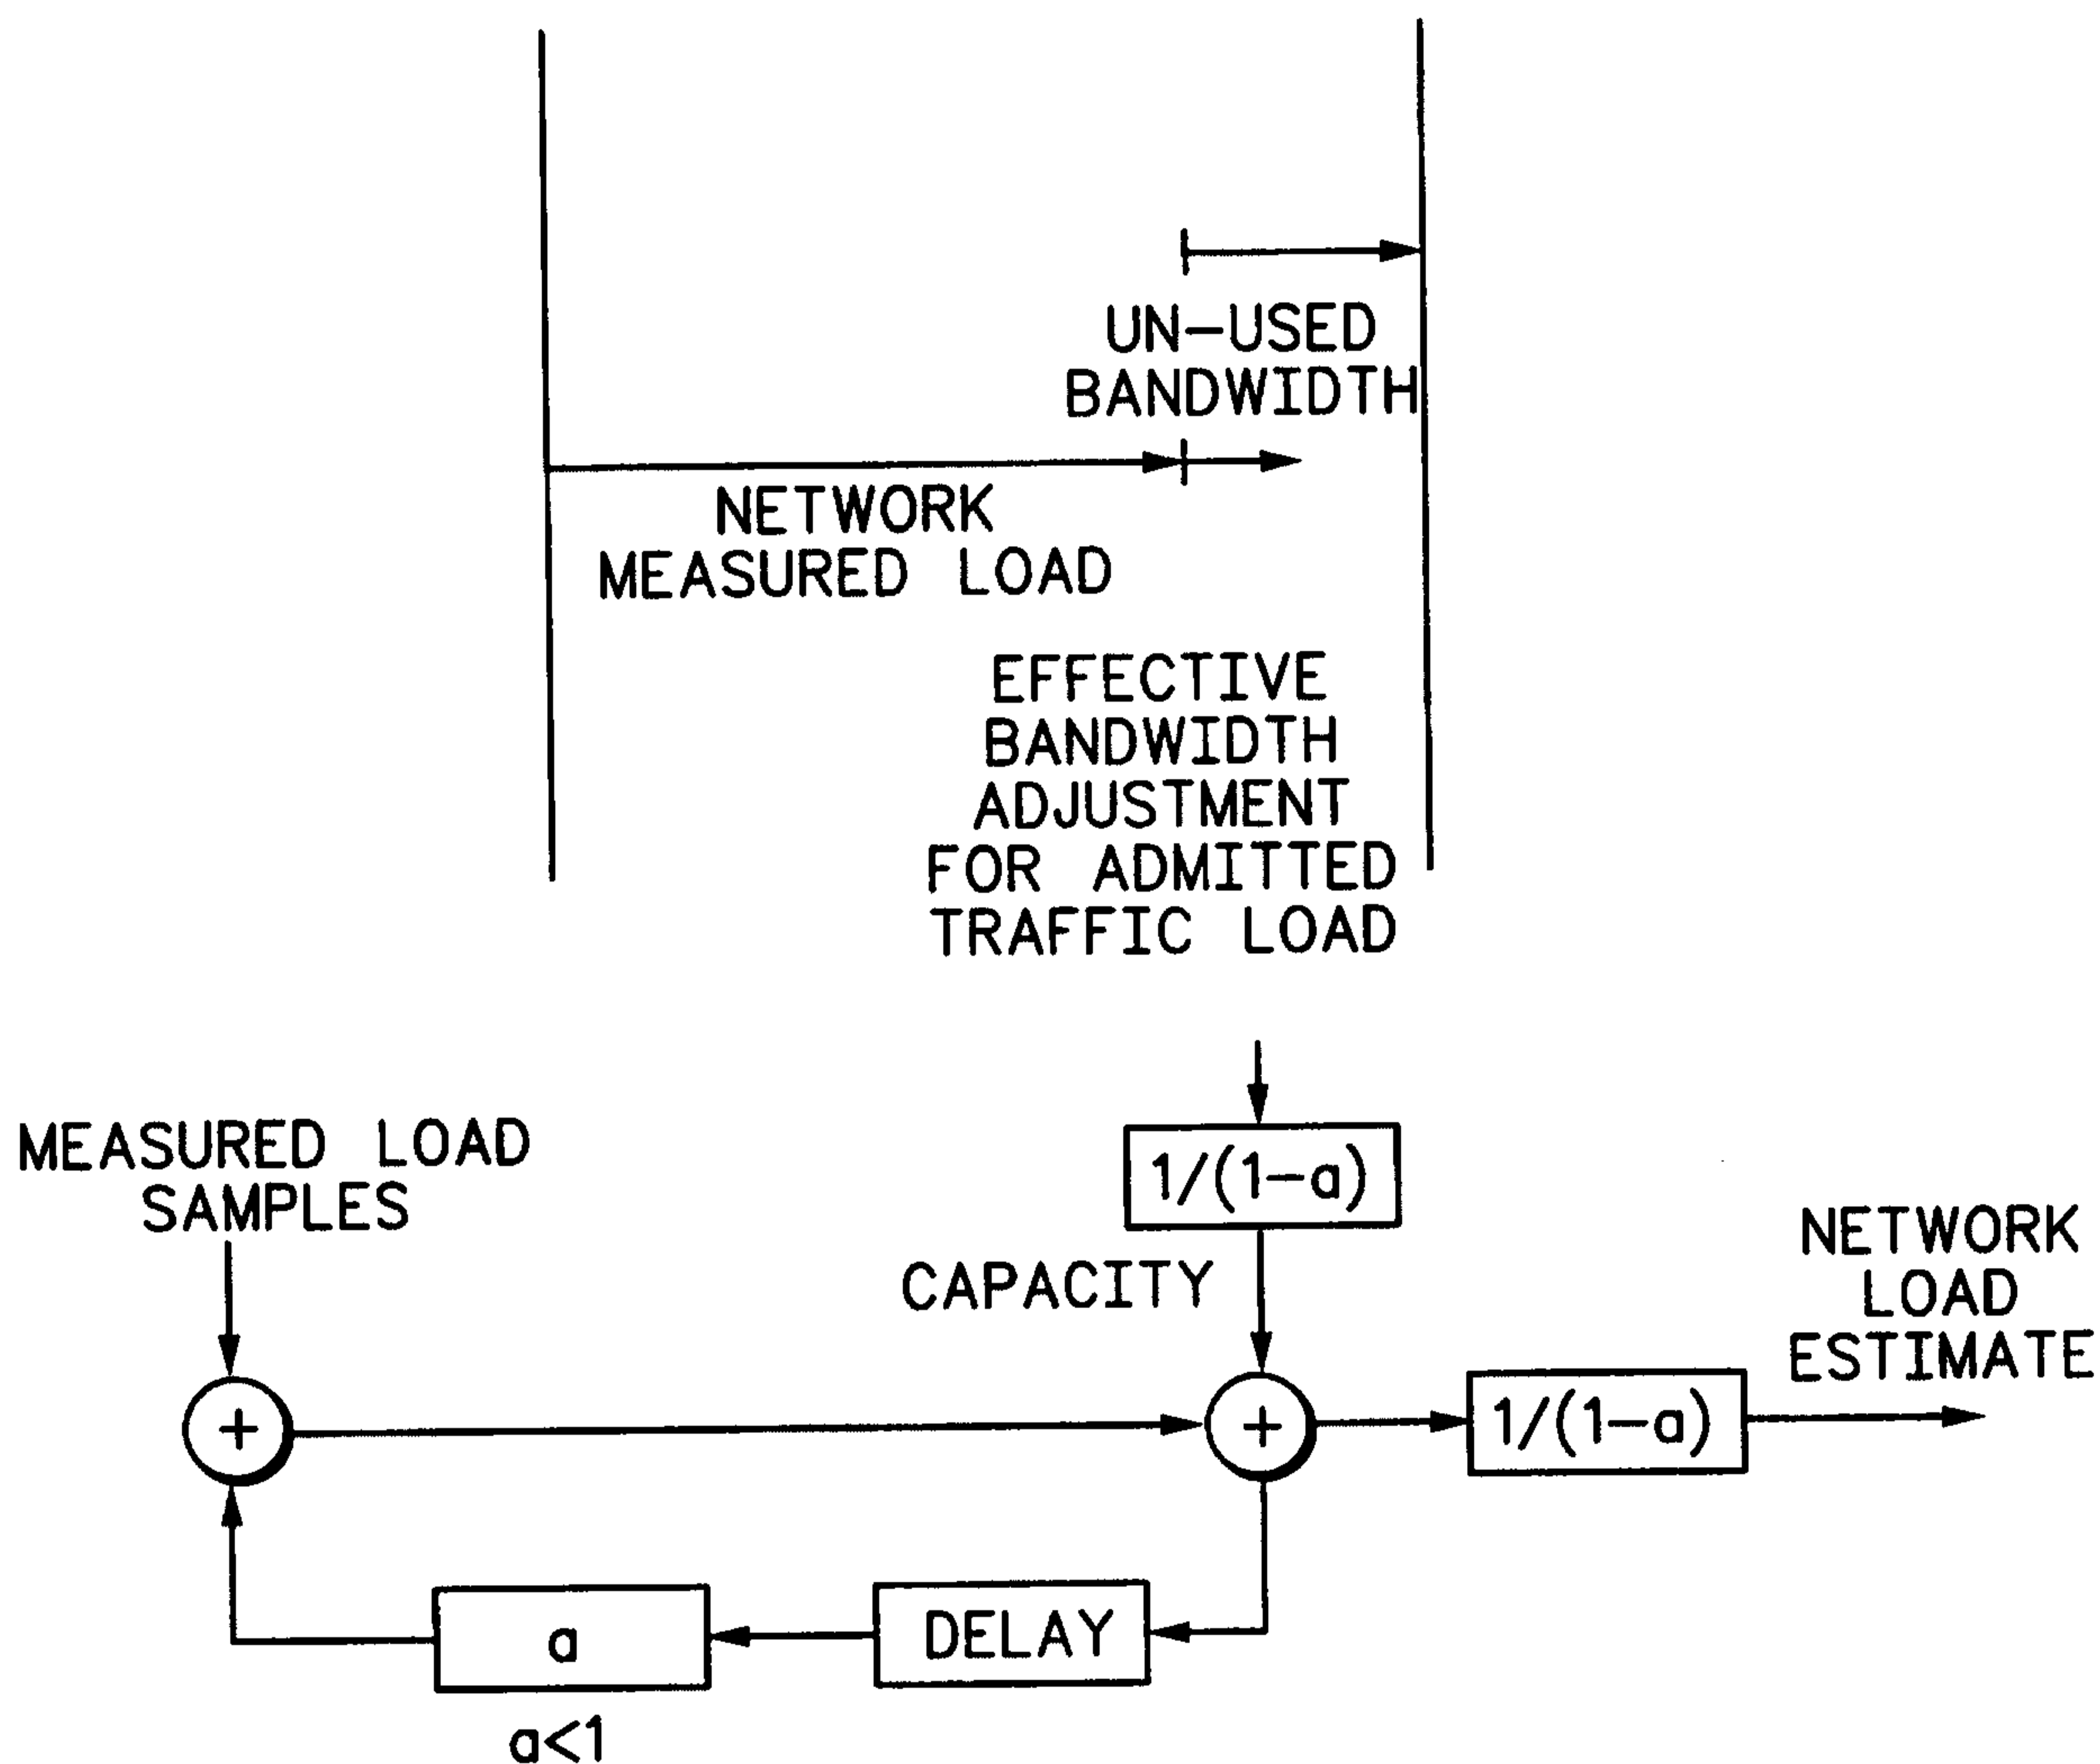 UN-USED
BANDWIDTH
NETWORK
MEASURED LOAD
EFFECTIVE
BANDWIDTH
ADJUSTMENT
FOR ADMITTED
TRAFFIC LOAD
MEASURED LOAD
SAMPLES
1/(1-a)
CAPACITY
NETWORK
LOAD
ESTIMATE
+
+
1/(1-a)
a
DELAY
a<1